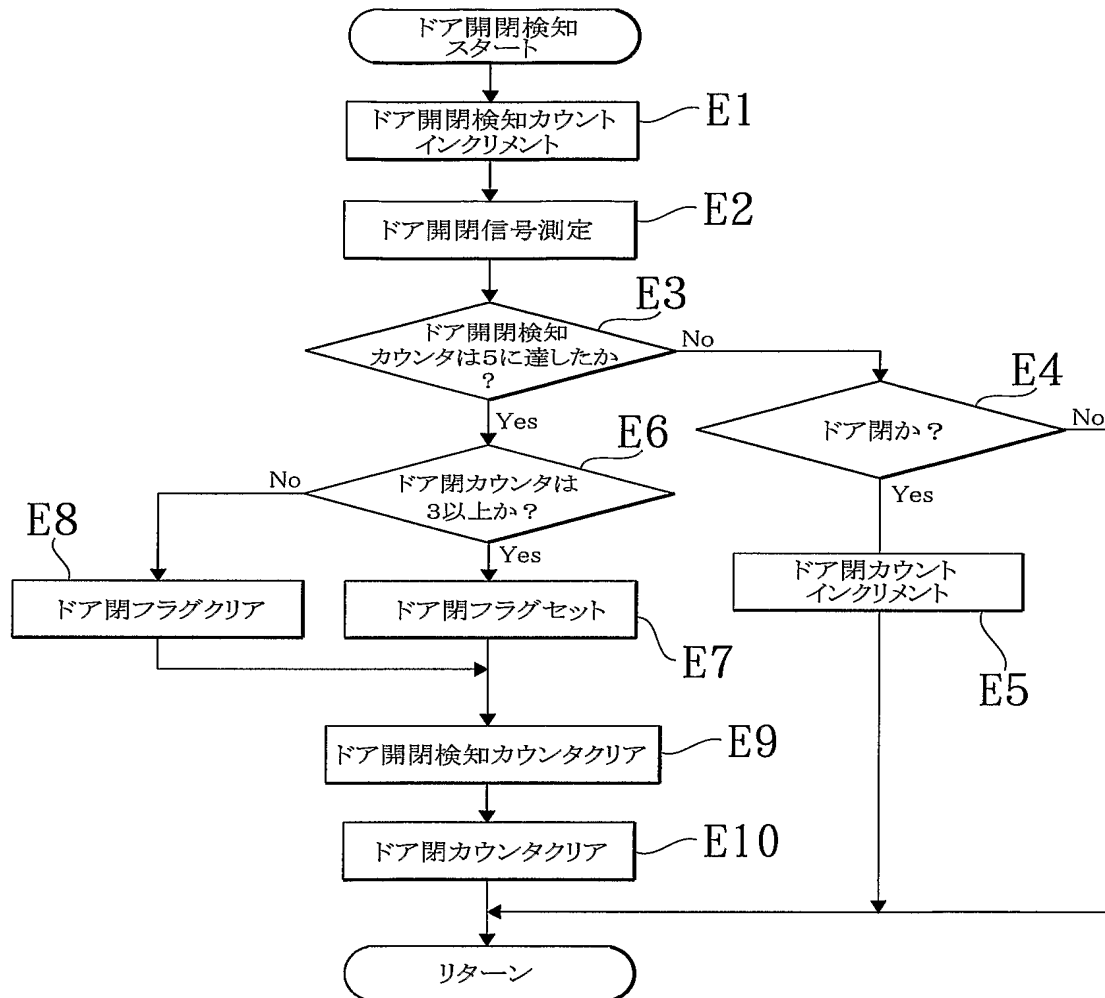 ドア開閉検知
スタート
ドア開閉検知カウント
インクリメント
E1
ドア開閉信号測定
E2
ドア開閉検知
カウンタは5に達したか
?
E3
No
Yes
ドア閉か?
E4
No
Yes
ドア閉カウンタは
3以上か?
E6
No
Yes
E8
ドア閉フラグクリア
ドア閉フラグセット
E7
ドア閉カウント
インクリメント
E5
ドア開閉検知カウンタクリア
E9
ドア閉カウンタクリア
E10
リターン